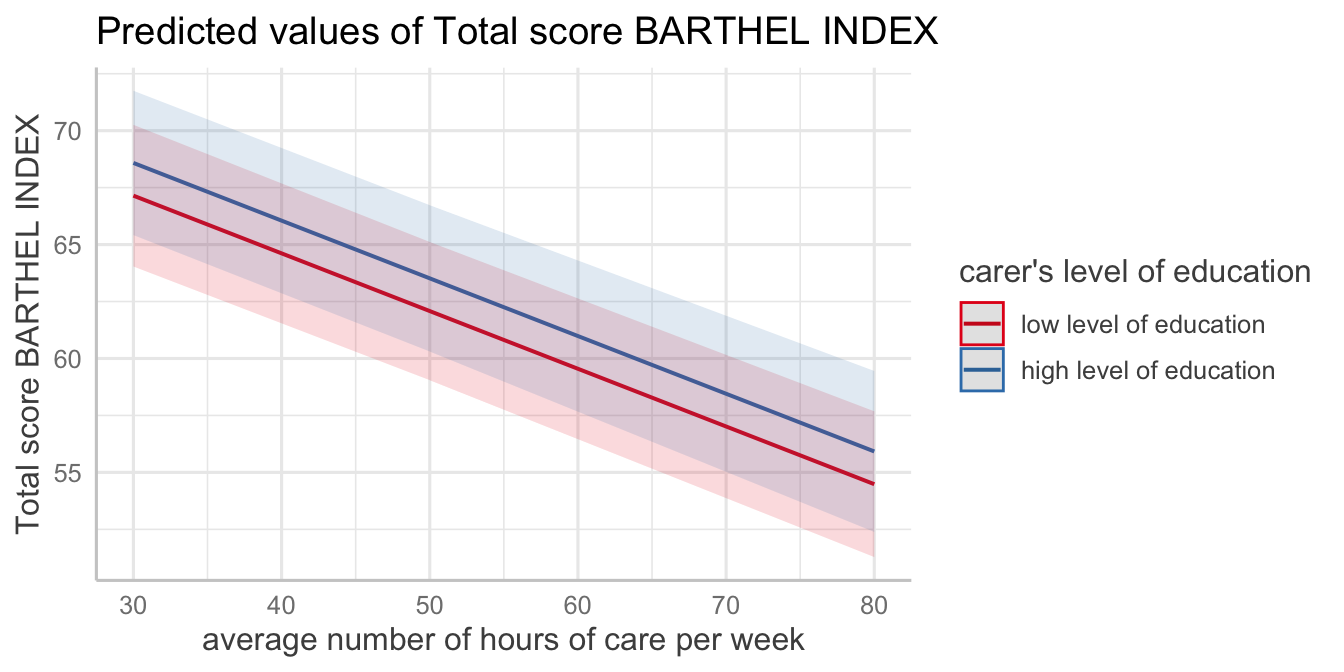 Predicted values of Total score BARTHEL INDEX
Total score BARTHEL INDEX
70
65
60
55
30 40 50 60 70 80
average number of hours of care per week
carer's level of education
low level of education
high level of education